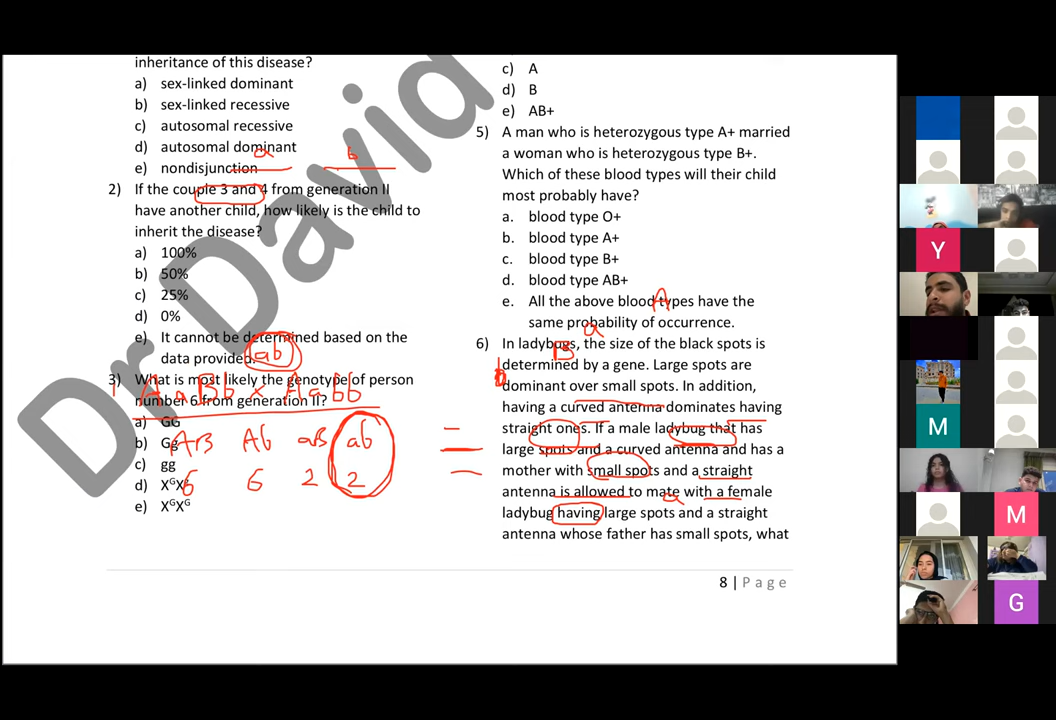 inheritance of this disease?
a) sex-linked dominant
b) sex-linked recessive
c) autosomal recessive
d) autosomal dominant
e) nondisjunction
a b
2) If the couple 3 and 4 from generation II
have another child, how likely is the child to
inherit the disease?
a) 100%
b) 50%
c) 25%
d) 0%
e) It cannot be determined based on the
data provided.
ab
3) What is most likely the genotype of person
number 6 from generation II?
AaBb × Aabb
a) GG
b) Gg
c) gg
d) XᴳXᵍ
e) XᴳXᴳ
AB Ab aB ab
6 6 2 2
c) A
d) B
e) AB+
5) A man who is heterozygous type A+ married
a woman who is heterozygous type B+.
Which of these blood types will their child
most probably have?
a. blood type O+
b. blood type A+
c. blood type B+
d. blood type AB+
e. All the above blood types have the
same probability of occurrence.
A
a
B
b
6) In ladybugs, the size of the black spots is
determined by a gene. Large spots are
dominant over small spots. In addition,
having a curved antenna dominates having
straight ones. If a male ladybug that has
large spots and a curved antenna and has a
mother with small spots and a straight
antenna is allowed to mate with a female
a
ladybug having large spots and a straight
antenna whose father has small spots, what
8 | Page
Dr David
Y
M
M
G